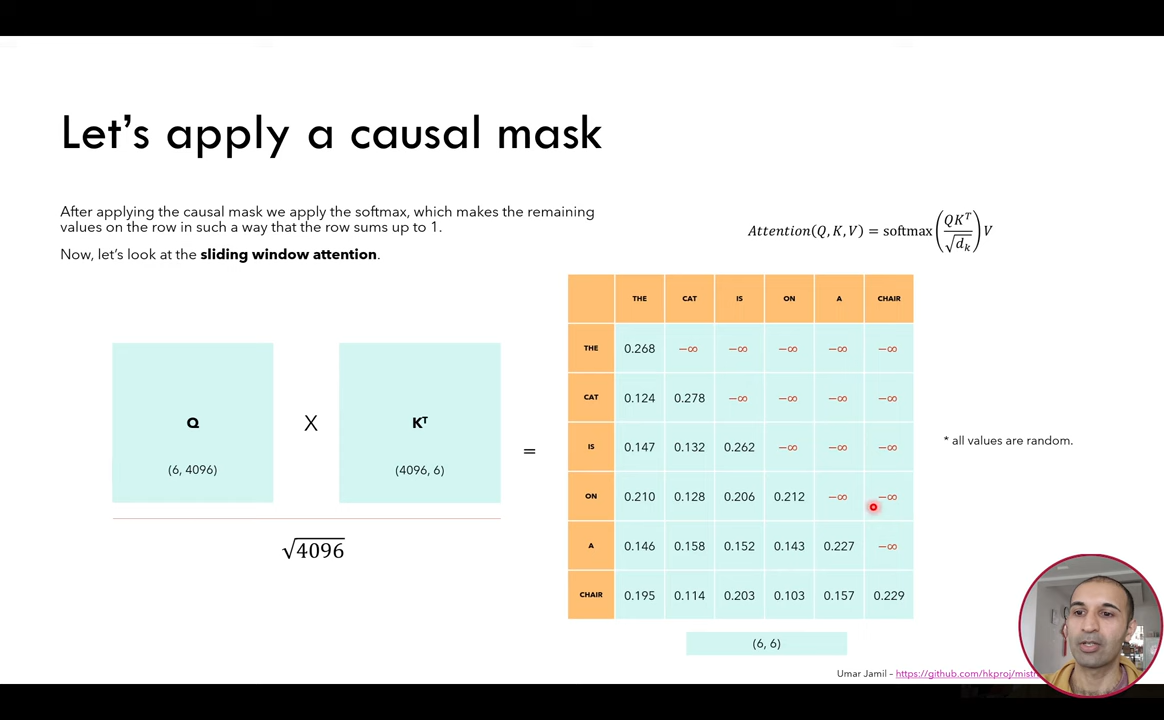 Let's apply a causal mask
After applying the causal mask we apply the softmax, which makes the remaining
values on the row in such a way that the row sums up to 1.
Now, let's look at the sliding window attention.
Attention(Q, K, V) = softmax(QKᵀ/√dₖ)V
Q
(6, 4096)
X
Kᵀ
(4096, 6)
√4096
=
THE CAT IS ON A CHAIR
THE 0.268 −∞ −∞ −∞ −∞ −∞
CAT 0.124 0.278 −∞ −∞ −∞ −∞
IS 0.147 0.132 0.262 −∞ −∞ −∞
ON 0.210 0.128 0.206 0.212 −∞ −∞
A 0.146 0.158 0.152 0.143 0.227 −∞
CHAIR 0.195 0.114 0.203 0.103 0.157 0.229
(6, 6)
* all values are random.
Umar Jamil – https://github.com/hkproj/mistr